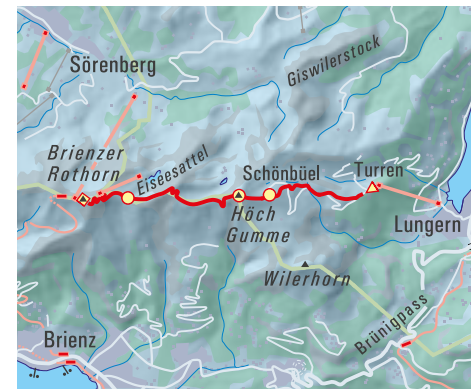 Giswilerstock
Sörenberg
Brienzer
Rothorn
Eiseesattel
Schönbüel
Turren
Höch
Gumme
Lungern
Wilerhorn
Brünigpass
Brienz